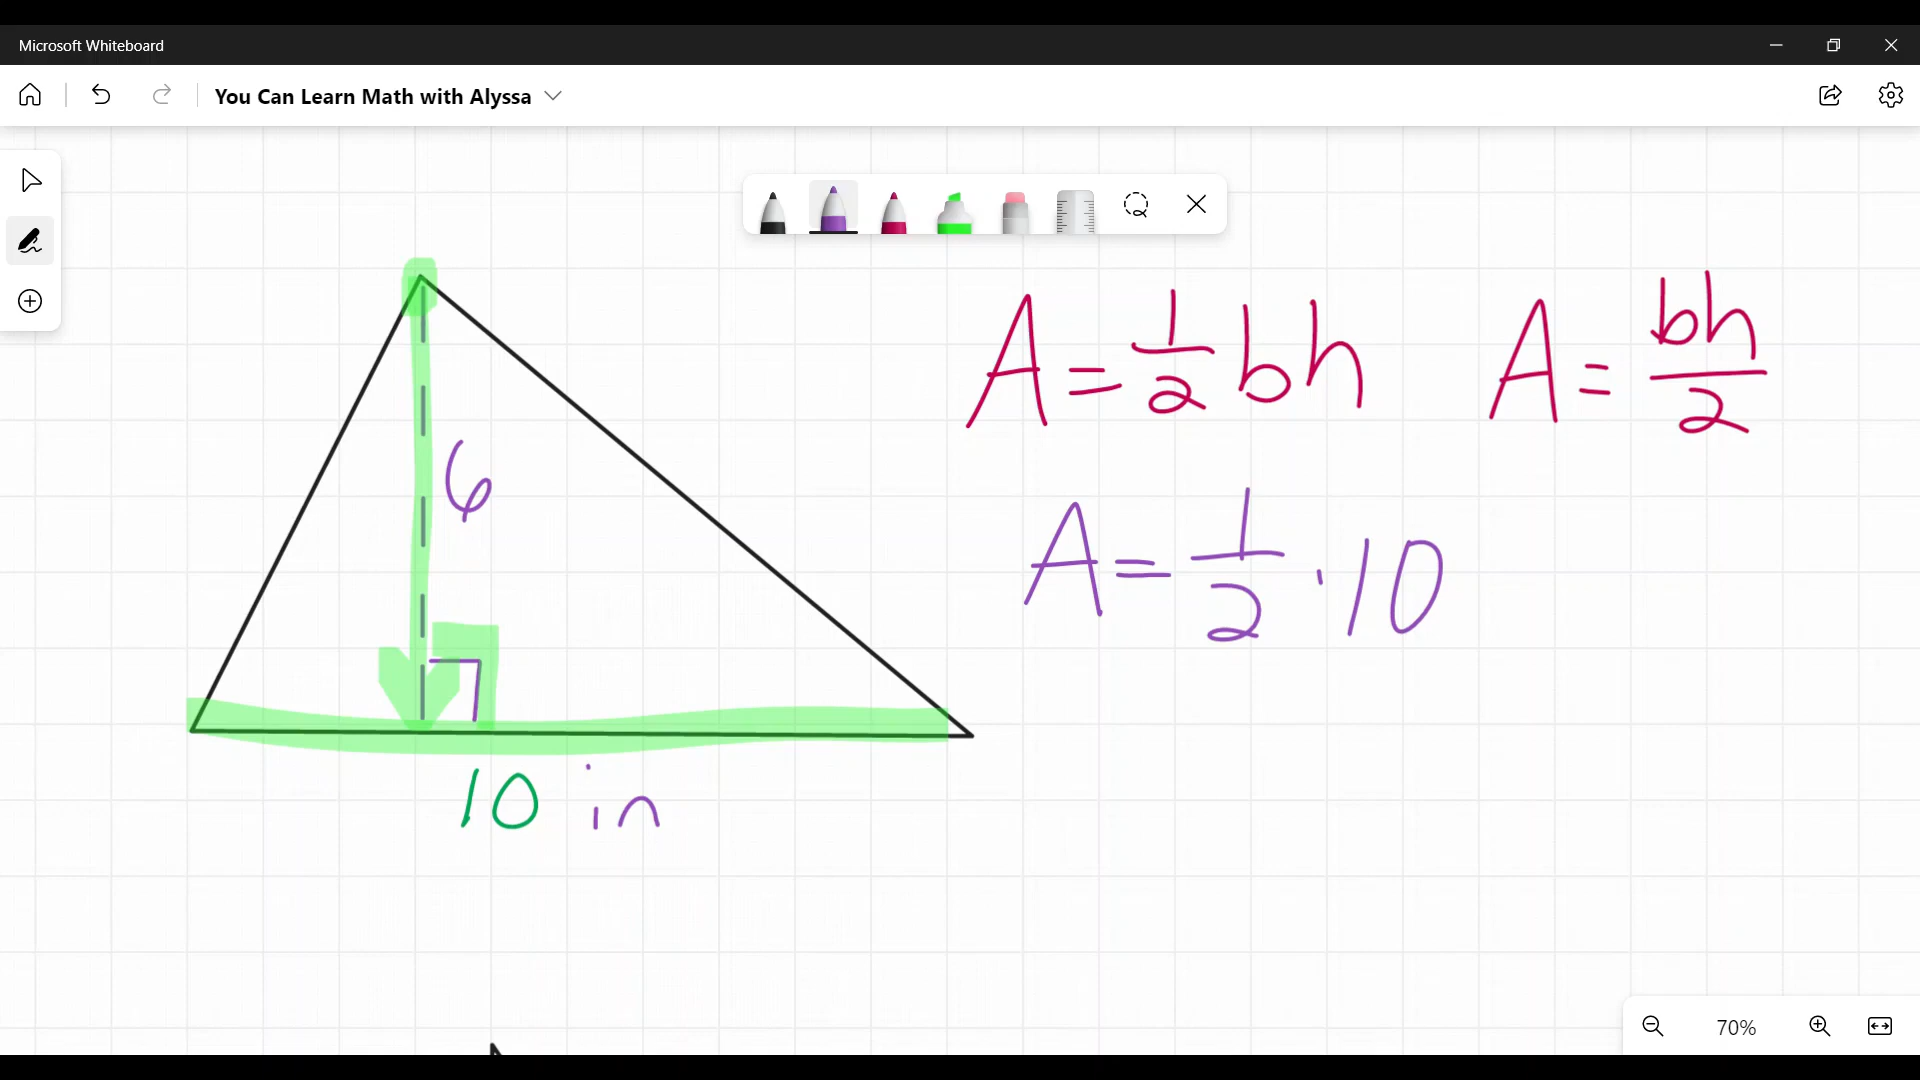 Microsoft Whiteboard
You Can Learn Math with Alyssa
A = 1/2 bh
A = bh/2
6
A = 1/2 · 10
10 in
70%